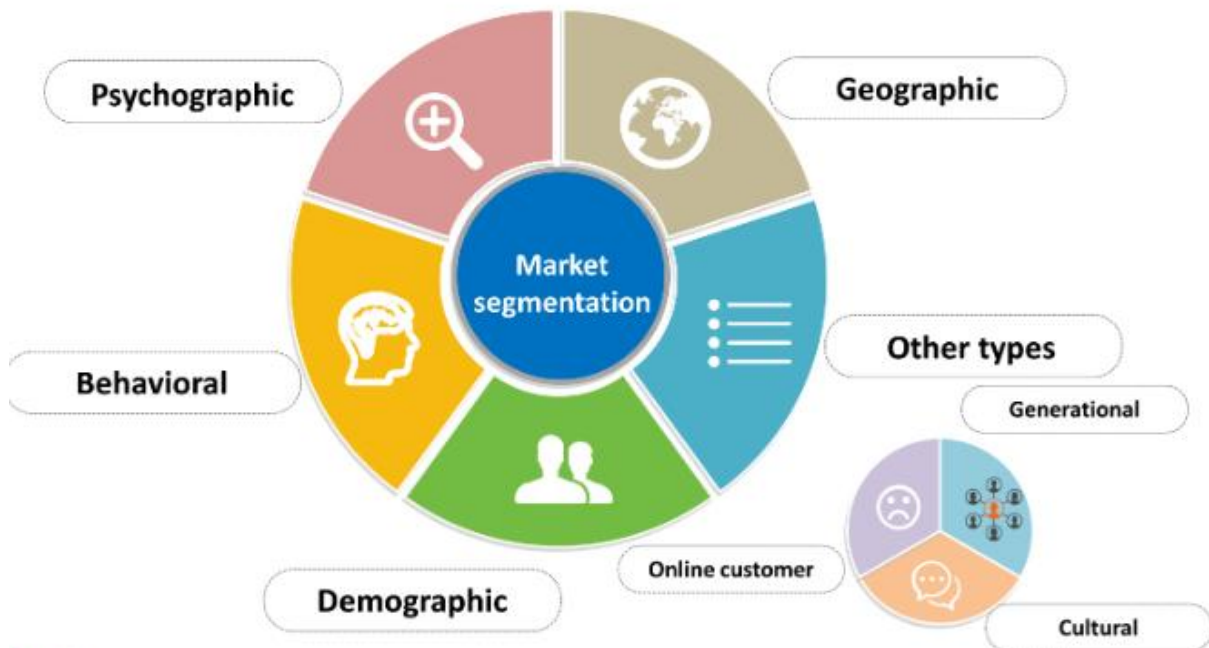 Psychographic
Geographic
Market
segmentation
Behavioral
Other types
Generational
Online customer
Demographic
Cultural